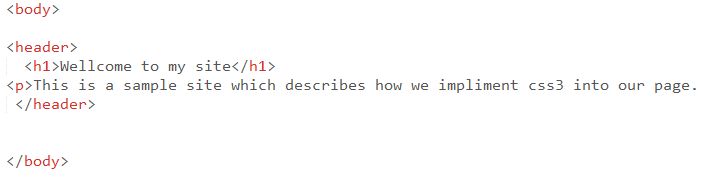 <body>
<header>
<h1>Wellcome to my site</h1>
<p>This is a sample site which describes how we impliment css3 into our page.
</header>
</body>